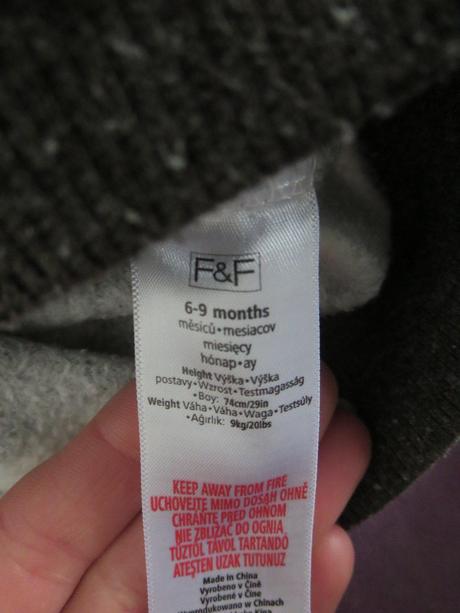 F&F
6-9 months
měsíců•mesiacov
miesięcy
hónap•ay
Height Výška•Výška
postavy•Wzrost•Testmagasság
•Boy: 74cm/29in
Weight Váha•Váha•Waga•Testsúly
•Ağırlık: 9kg/20lbs
KEEP AWAY FROM FIRE
UCHOVEJTE MIMO DOSAH OHNĚ
CHRÁŇTE PRED OHŇOM
NIE ZBLIŻAĆ DO OGNIA
TŰZTŐL TÁVOL TARTANDÓ
ATEŞTEN UZAK TUTUNUZ
Made in China
Vyrobeno v Číně
Vyrobené v Číne
Wyprodukowano w Chinach